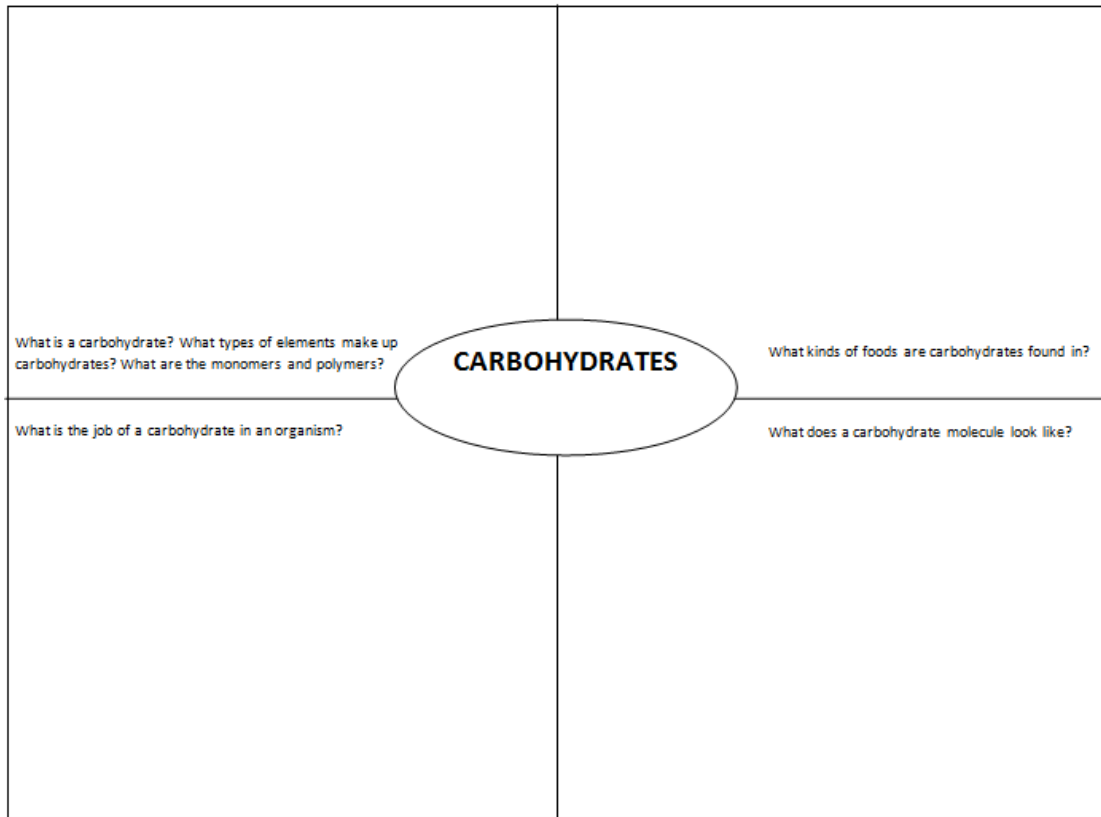 What is a carbohydrate? What types of elements make up
carbohydrates? What are the monomers and polymers?
CARBOHYDRATES
What kinds of foods are carbohydrates found in?
What is the job of a carbohydrate in an organism?
What does a carbohydrate molecule look like?